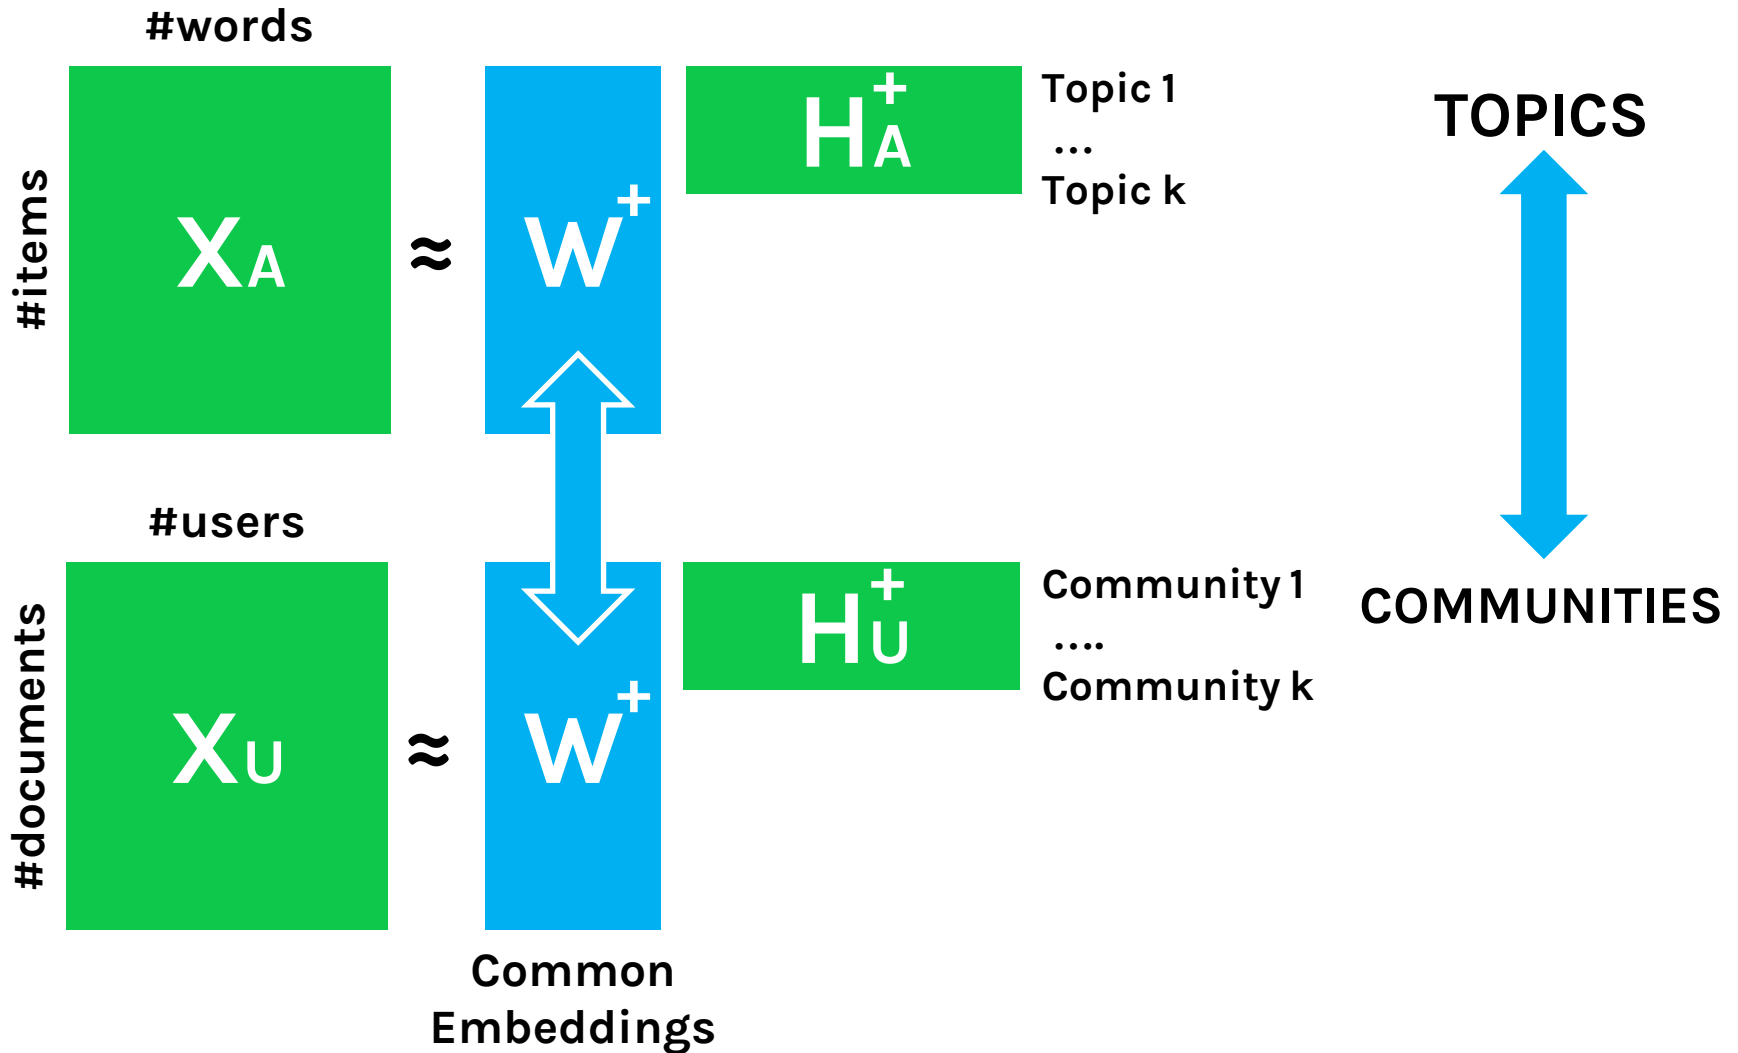 #words
#items
XA
≈
W+
H+A
Topic 1
...
Topic k
TOPICS
#users
#documents
XU
≈
W+
H+U
Community 1
....
Community k
COMMUNITIES
Common
Embeddings